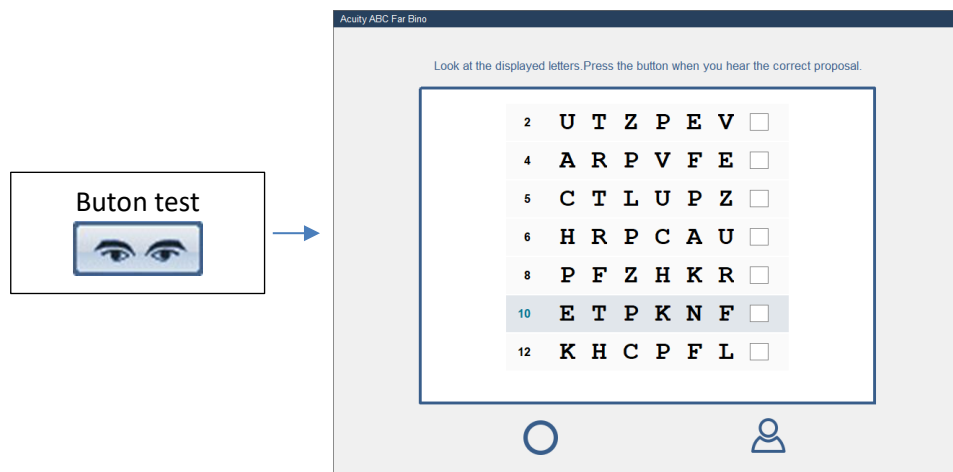 Acuity ABC Far Bino
Look at the displayed letters.Press the button when you hear the correct proposal.
Buton test
2 U T Z P E V
4 A R P V F E
5 C T L U P Z
6 H R P C A U
8 P F Z H K R
10 E T P K N F
12 K H C P F L